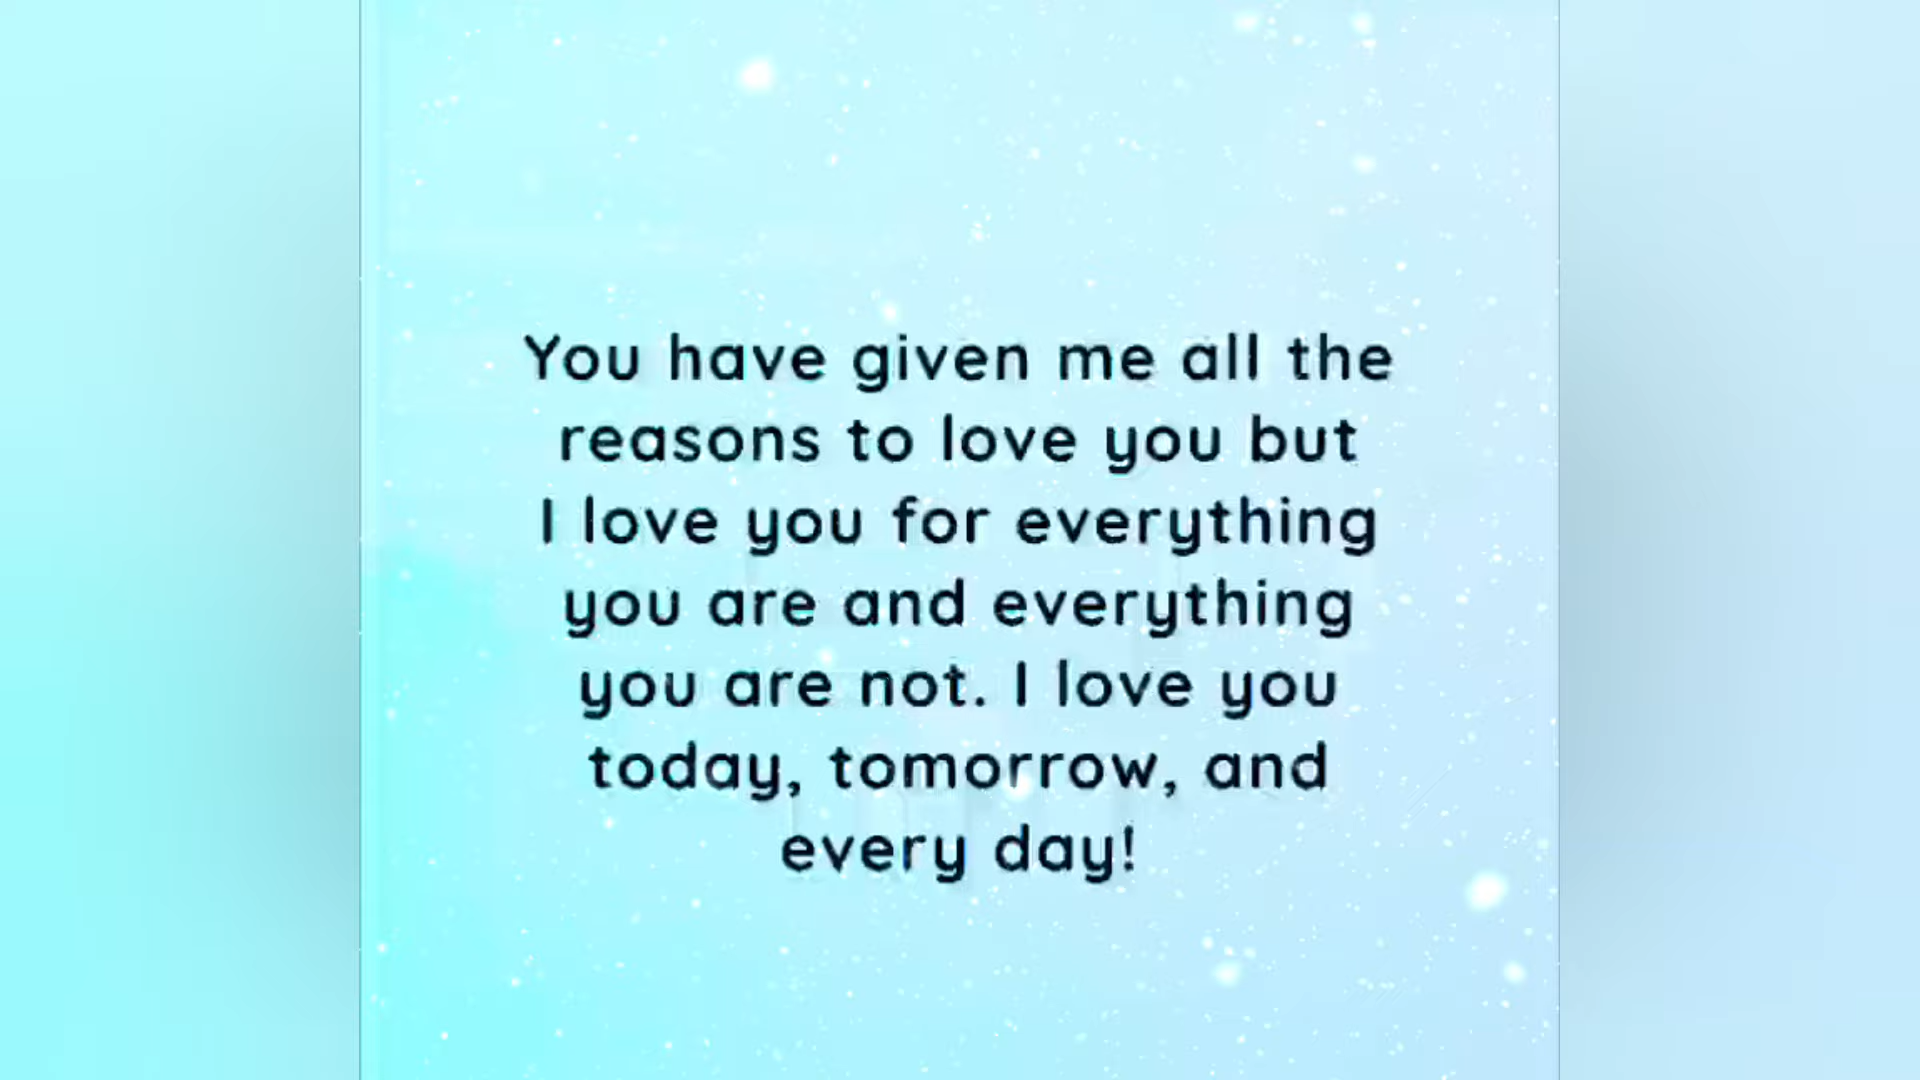 You have given me all the
reasons to love you but
I love you for everything
you are and everything
you are not. I love you
today, tomorrow, and
every day!